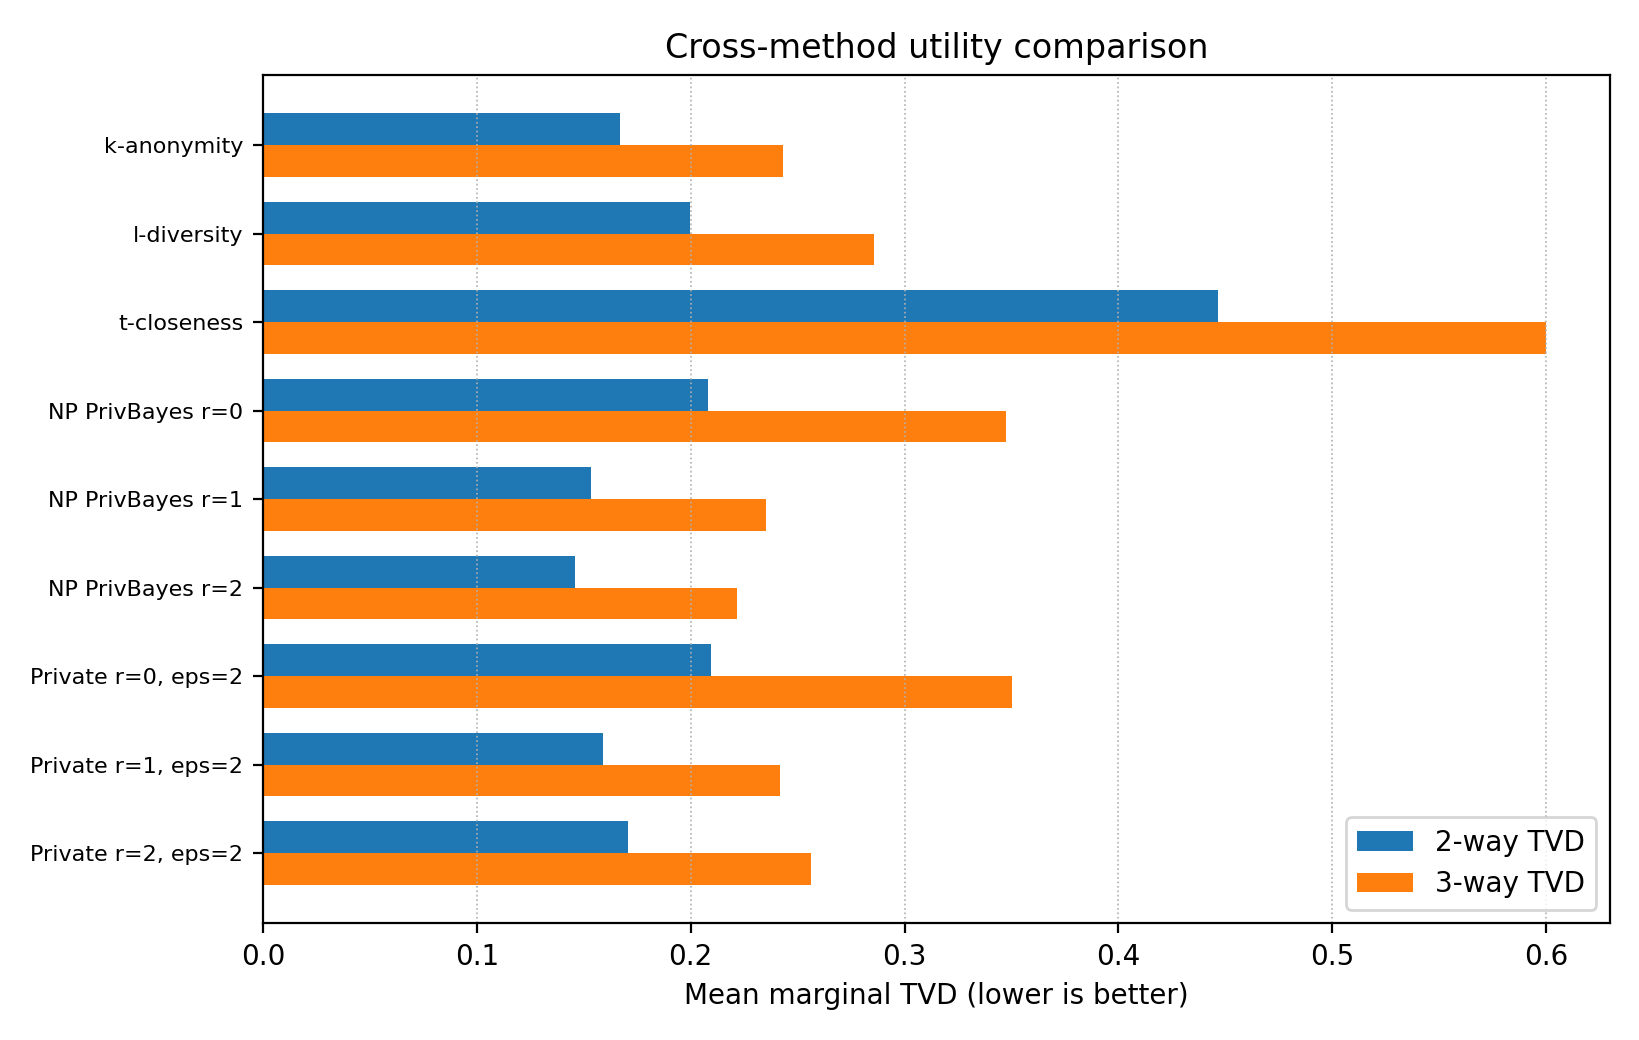 Cross-method utility comparison
k-anonymity
l-diversity
t-closeness
NP PrivBayes r=0
NP PrivBayes r=1
NP PrivBayes r=2
Private r=0, eps=2
Private r=1, eps=2
Private r=2, eps=2
2-way TVD
3-way TVD
0.0 0.1 0.2 0.3 0.4 0.5 0.6
Mean marginal TVD (lower is better)